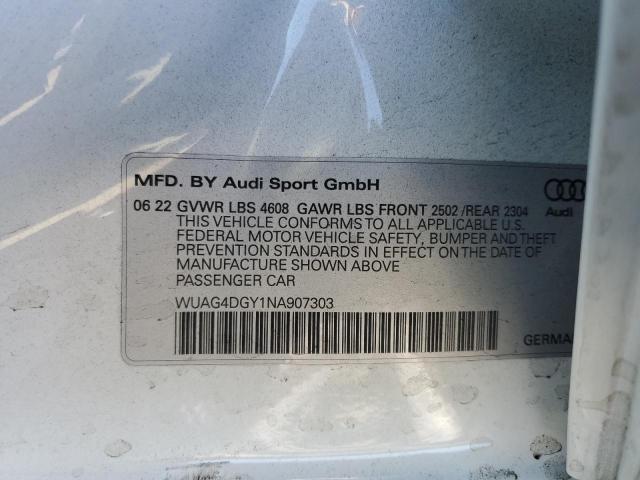 MFD. BY Audi Sport GmbH
06 22 GVWR LBS 4608 GAWR LBS FRONT 2502 /REAR 2304
Audi
THIS VEHICLE CONFORMS TO ALL APPLICABLE U.S.
FEDERAL MOTOR VEHICLE SAFETY, BUMPER AND THEFT
PREVENTION STANDARDS IN EFFECT ON THE DATE OF
MANUFACTURE SHOWN ABOVE
PASSENGER CAR
WUAG4DGY1NA907303
GERMA